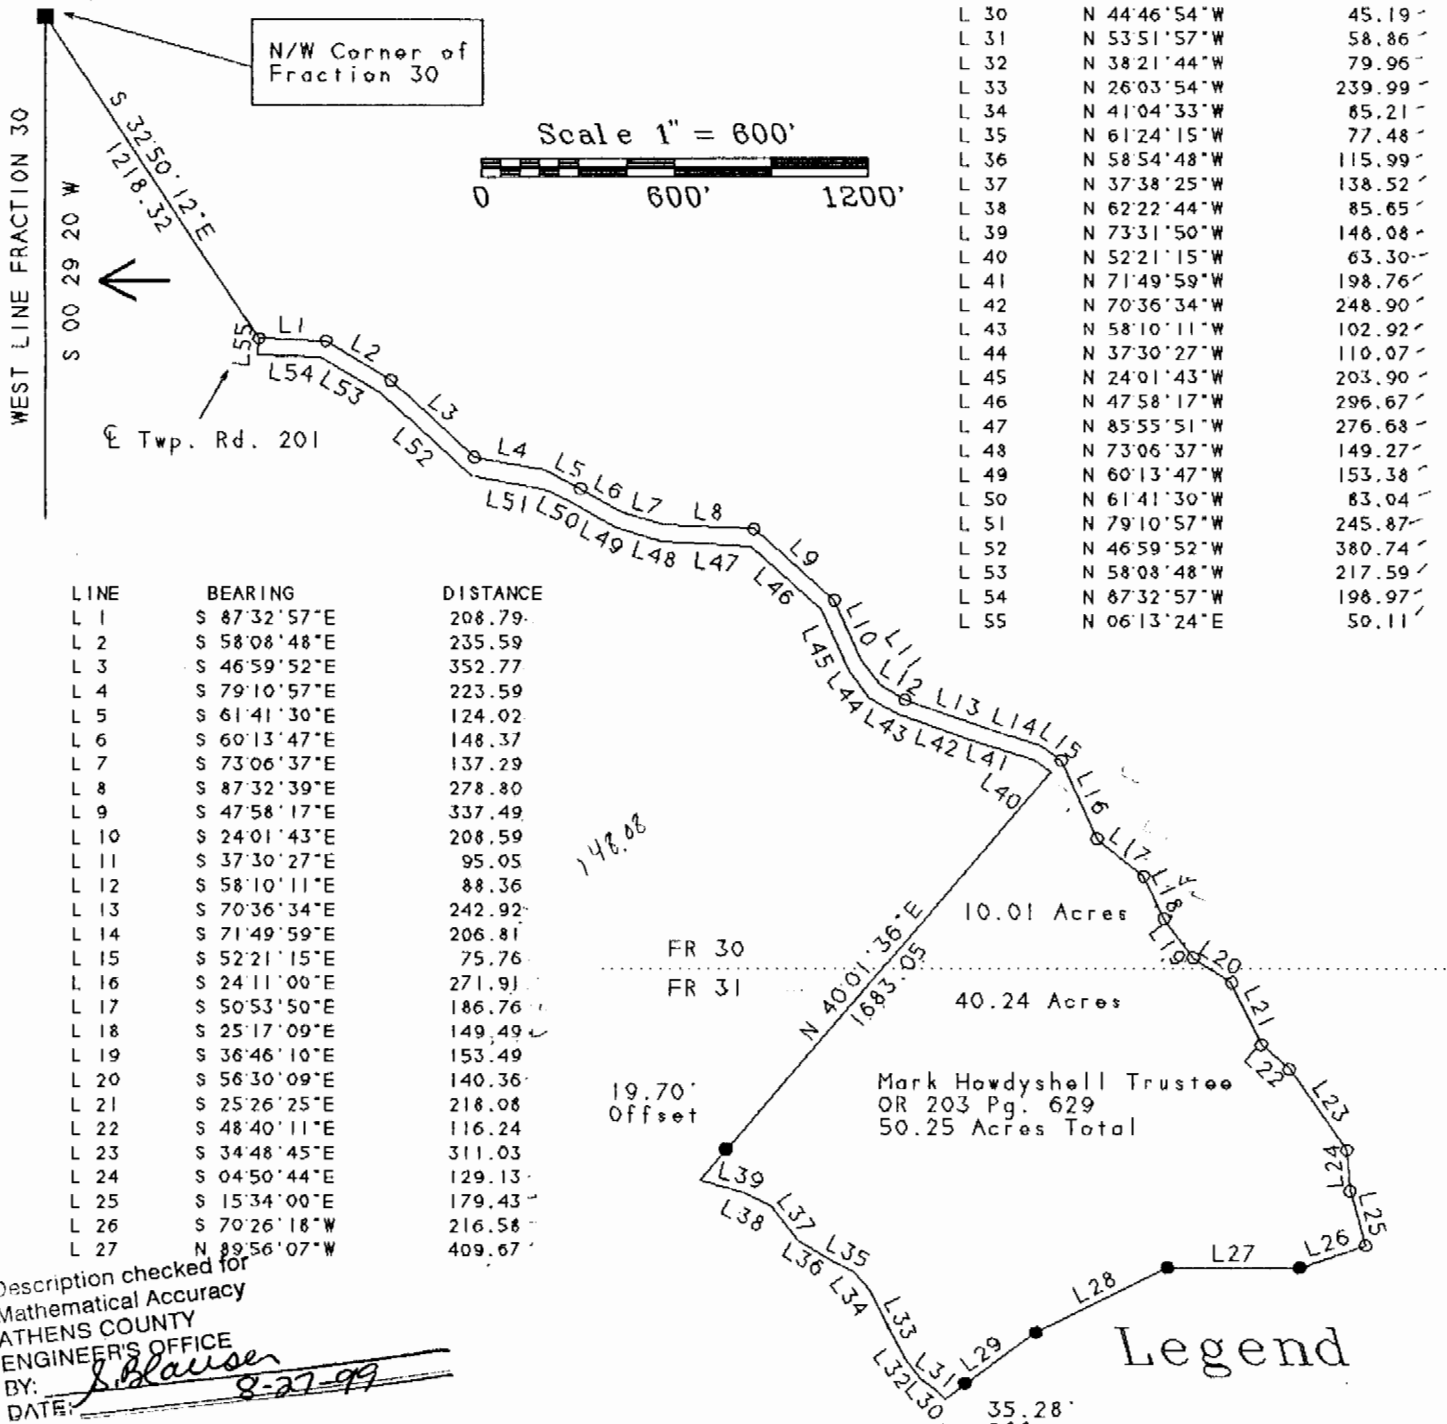 N/W Corner of
Fraction 30
S 32°50'12"E
1218.32
WEST LINE FRACTION 30
S 00 29 20 W
Scale 1" = 600'
0 600' 1200'
L 30 N 44°46'54"W 45.19
L 31 N 53°51'57"W 58.86
L 32 N 38°21'44"W 79.96
L 33 N 26°03'54"W 239.99
L 34 N 41°04'33"W 85.21
L 35 N 61°24'15"W 77.48
L 36 N 58°54'48"W 115.99
L 37 N 37°38'25"W 138.52
L 38 N 62°22'44"W 85.65
L 39 N 73°31'50"W 148.08
L 40 N 52°21'15"W 63.30
L 41 N 71°49'59"W 198.76
L 42 N 70°36'34"W 248.90
L 43 N 58°10'11"W 102.92
L 44 N 37°30'27"W 110.07
L 45 N 24°01'43"W 203.90
L 46 N 47°58'17"W 296.67
L 47 N 85°55'51"W 276.68
L 48 N 73°06'37"W 149.27
L 49 N 60°13'47"W 153.38
L 50 N 61°41'30"W 83.04
L 51 N 79°10'57"W 245.87
L 52 N 46°59'52"W 380.74
L 53 N 58°08'48"W 217.59
L 54 N 87°32'57"W 198.97
L 55 N 06°13'24"E 50.11
L55
L1
L2
L3
L4
L5
L6
L7
L8
L9
L10
L11
L12
L13
L14
L15
L16
L17
L18
L19
L20
L21
L22
L23
L24
L25
L26
L27
L28
L29
L30
L31
L32
L33
L34
L35
L36
L37
L38
L39
L40
L41
L42
L43
L44
L45
L46
L47
L48
L49
L50
L51
L52
L53
L54
℄ Twp. Rd. 201
LINE BEARING DISTANCE
L 1 S 87°32'57"E 208.79
L 2 S 58°08'48"E 235.59
L 3 S 46°59'52"E 352.77
L 4 S 79°10'57"E 223.59
L 5 S 61°41'30"E 124.02
L 6 S 60°13'47"E 148.37
L 7 S 73°06'37"E 137.29
L 8 S 87°32'39"E 278.80
L 9 S 47°58'17"E 337.49
L 10 S 24°01'43"E 208.59
L 11 S 37°30'27"E 95.05
L 12 S 58°10'11"E 88.36
L 13 S 70°36'34"E 242.92
L 14 S 71°49'59"E 206.81
L 15 S 52°21'15"E 75.76
L 16 S 24°11'00"E 271.91
L 17 S 50°53'50"E 186.76
L 18 S 25°17'09"E 149.49
L 19 S 36°46'10"E 153.49
L 20 S 56°30'09"E 140.36
L 21 S 25°26'25"E 218.08
L 22 S 48°40'11"E 116.24
L 23 S 34°48'45"E 311.03
L 24 S 04°50'44"E 129.13
L 25 S 15°34'00"E 179.43
L 26 S 70°26'18"W 216.58
L 27 N 89°56'07"W 409.67
148.08
N 40°01'36"E
1683.05
FR 30
FR 31
10.01 Acres
40.24 Acres
Mark Howdyshell Trustee
OR 203 Pg. 629
50.25 Acres Total
19.70'
Offset
35.28'
Legend
Description checked for
Mathematical Accuracy
ATHENS COUNTY
ENGINEER'S OFFICE
BY: S. Blauser
DATE: 8-27-99